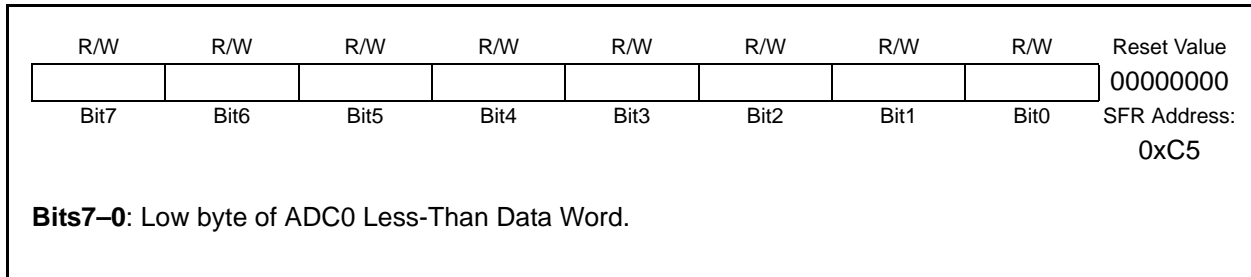 R/W R/W R/W R/W R/W R/W R/W R/W Reset Value
00000000
Bit7 Bit6 Bit5 Bit4 Bit3 Bit2 Bit1 Bit0 SFR Address:
0xC5
Bits7–0: Low byte of ADC0 Less-Than Data Word.